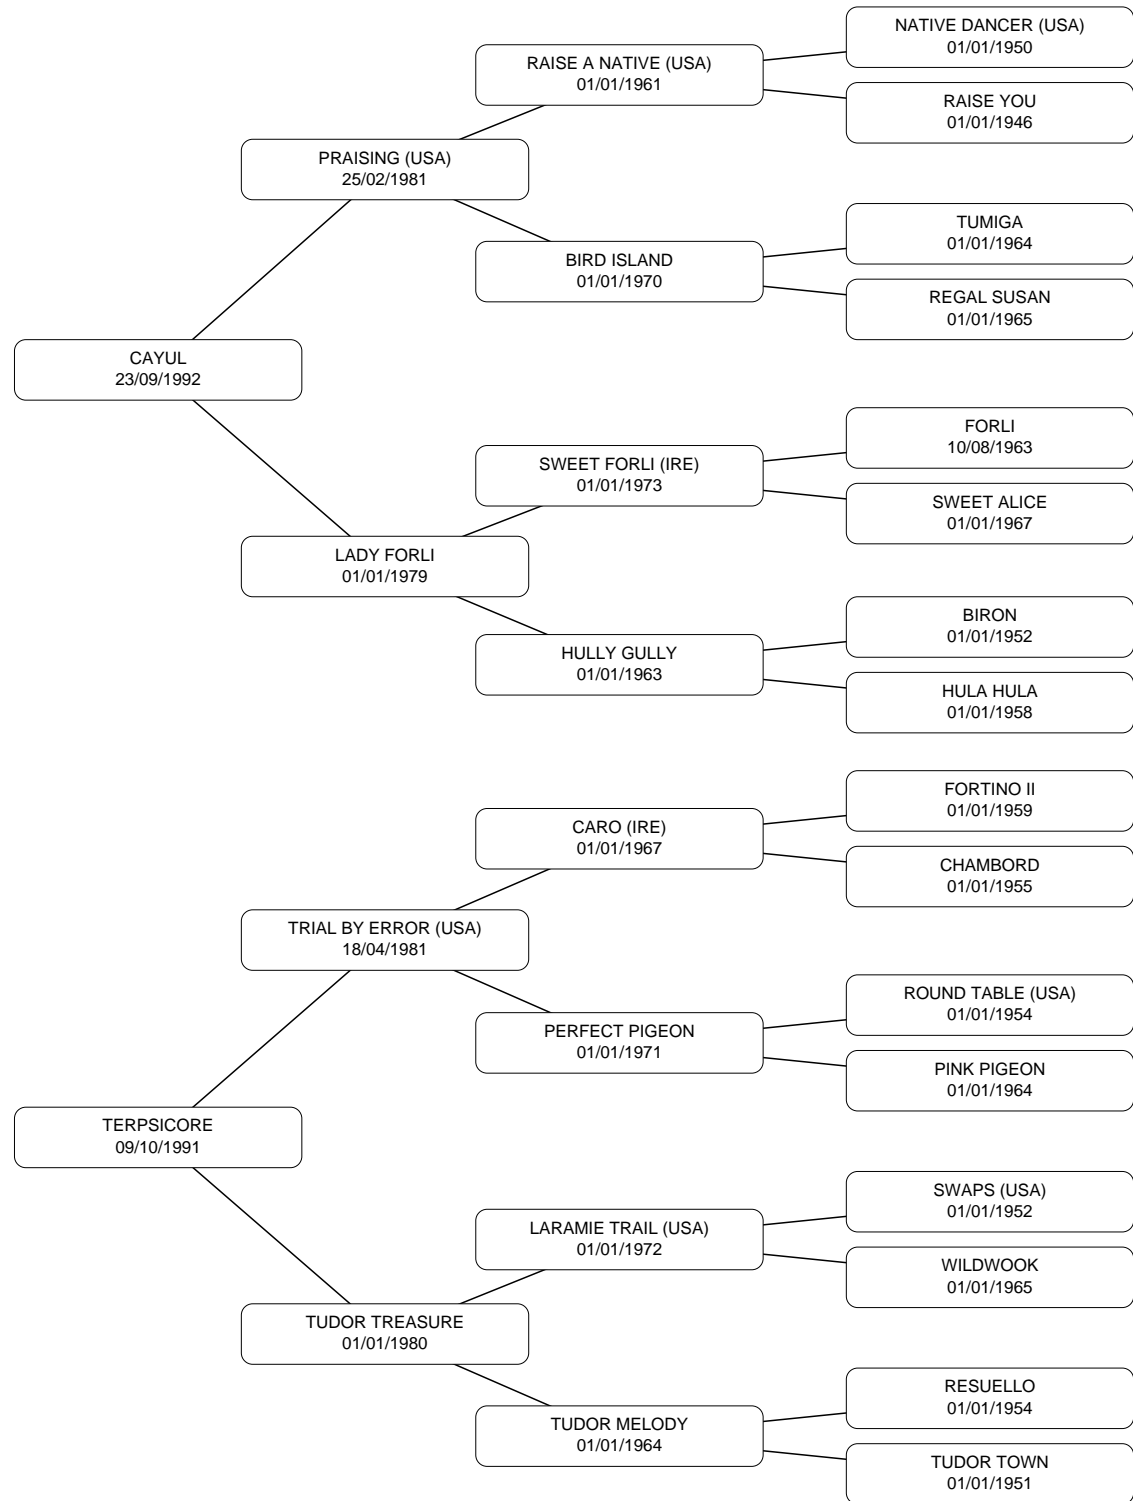 NATIVE DANCER (USA)
01/01/1950
RAISE A NATIVE (USA)
01/01/1961
RAISE YOU
01/01/1946
PRAISING (USA)
25/02/1981
TUMIGA
01/01/1964
BIRD ISLAND
01/01/1970
REGAL SUSAN
01/01/1965
CAYUL
23/09/1992
FORLI
10/08/1963
SWEET FORLI (IRE)
01/01/1973
SWEET ALICE
01/01/1967
LADY FORLI
01/01/1979
BIRON
01/01/1952
HULLY GULLY
01/01/1963
HULA HULA
01/01/1958
FORTINO II
01/01/1959
CARO (IRE)
01/01/1967
CHAMBORD
01/01/1955
TRIAL BY ERROR (USA)
18/04/1981
ROUND TABLE (USA)
01/01/1954
PERFECT PIGEON
01/01/1971
PINK PIGEON
01/01/1964
TERPSICORE
09/10/1991
SWAPS (USA)
01/01/1952
LARAMIE TRAIL (USA)
01/01/1972
WILDWOOK
01/01/1965
TUDOR TREASURE
01/01/1980
RESUELLO
01/01/1954
TUDOR MELODY
01/01/1964
TUDOR TOWN
01/01/1951